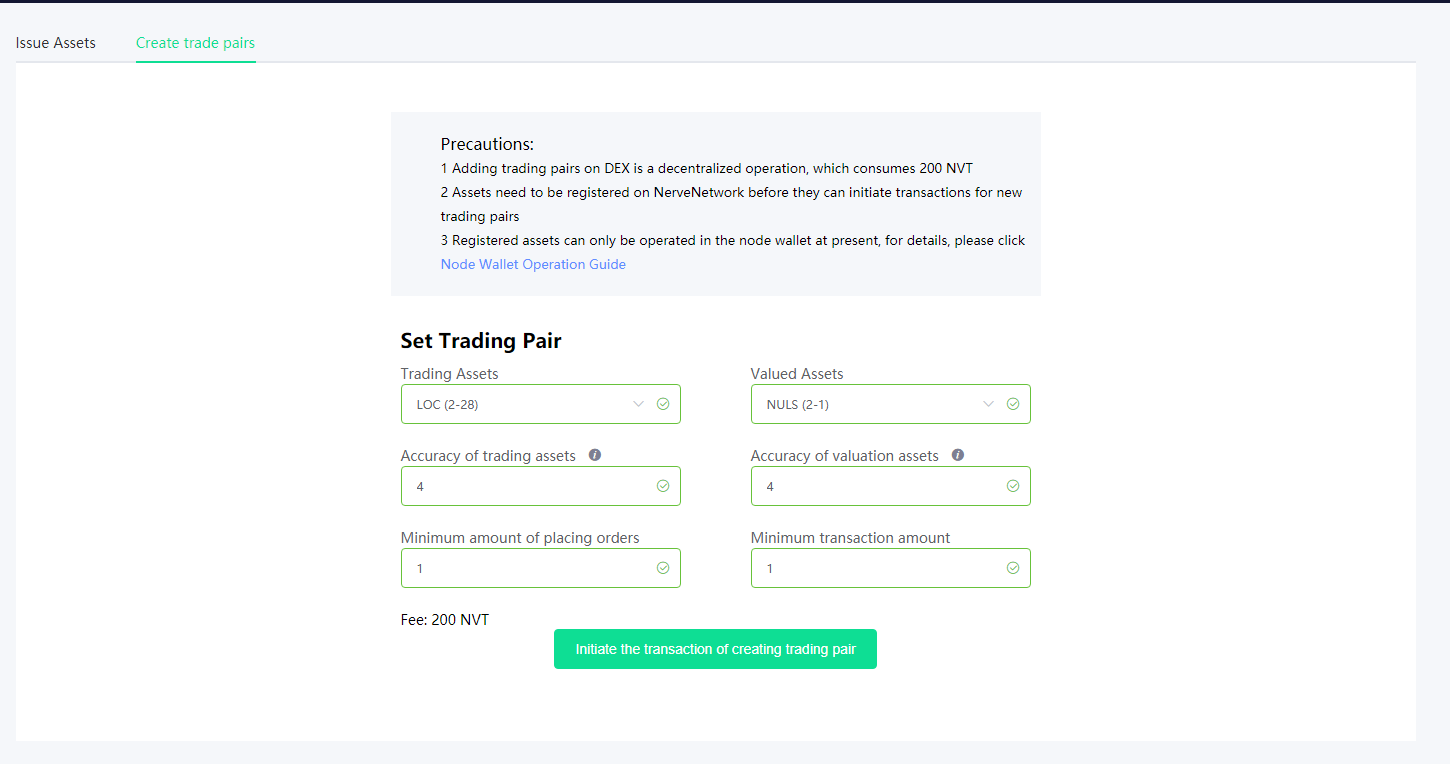 Issue Assets
Create trade pairs
Precautions:
1 Adding trading pairs on DEX is a decentralized operation, which consumes 200 NVT
2 Assets need to be registered on NerveNetwork before they can initiate transactions for new
trading pairs
3 Registered assets can only be operated in the node wallet at present, for details, please click
Node Wallet Operation Guide
Set Trading Pair
Trading Assets
Valued Assets
LOC (2-28)
NULS (2-1)
Accuracy of trading assets
Accuracy of valuation assets
4
4
Minimum amount of placing orders
Minimum transaction amount
1
1
Fee: 200 NVT
Initiate the transaction of creating trading pair